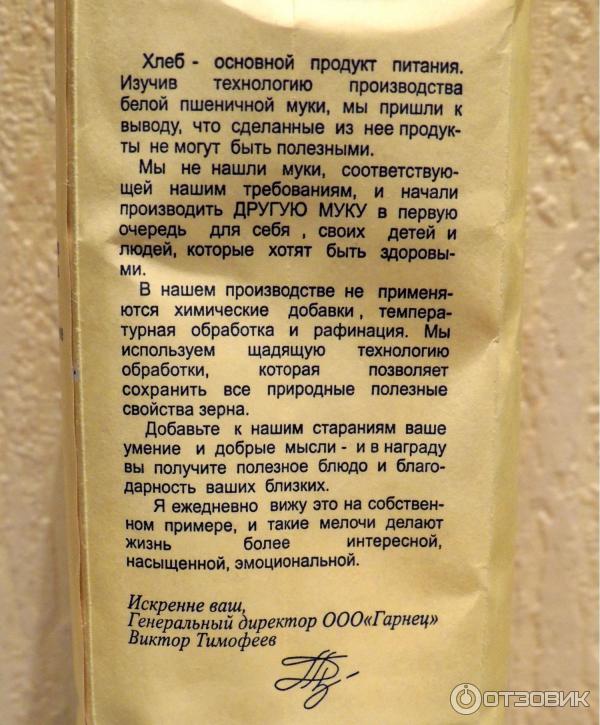 Хлеб - основной продукт питания.
Изучив технологию производства
белой пшеничной муки, мы пришли к
выводу, что сделанные из нее продук-
ты не могут быть полезными.
Мы не нашли муки, соответствую-
щей нашим требованиям, и начали
производить ДРУГУЮ МУКУ в первую
очередь для себя , своих детей и
людей, которые хотят быть здоровы-
ми.
В нашем производстве не применя-
ются химические добавки , темпера-
турная обработка и рафинация. Мы
используем щадящую технологию
обработки, которая позволяет
сохранить все природные полезные
свойства зерна.
Добавьте к нашим стараниям ваше
умение и добрые мысли - и в награду
вы получите полезное блюдо и благо-
дарность ваших близких.
Я ежедневно вижу это на собствен-
ном примере, и такие мелочи делают
жизнь более интересной,
насыщенной, эмоциональной.
Искренне ваш,
Генеральный директор ООО«Гарнец»
Виктор Тимофеев
ОТЗОВИК